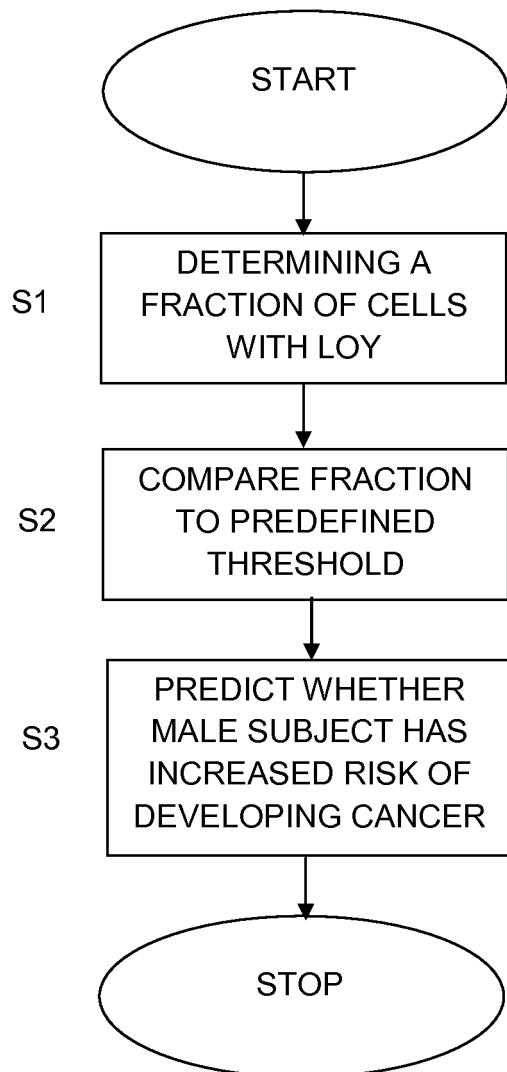 START
S1
DETERMINING A
FRACTION OF CELLS
WITH LOY
S2
COMPARE FRACTION
TO PREDEFINED
THRESHOLD
S3
PREDICT WHETHER
MALE SUBJECT HAS
INCREASED RISK OF
DEVELOPING CANCER
STOP